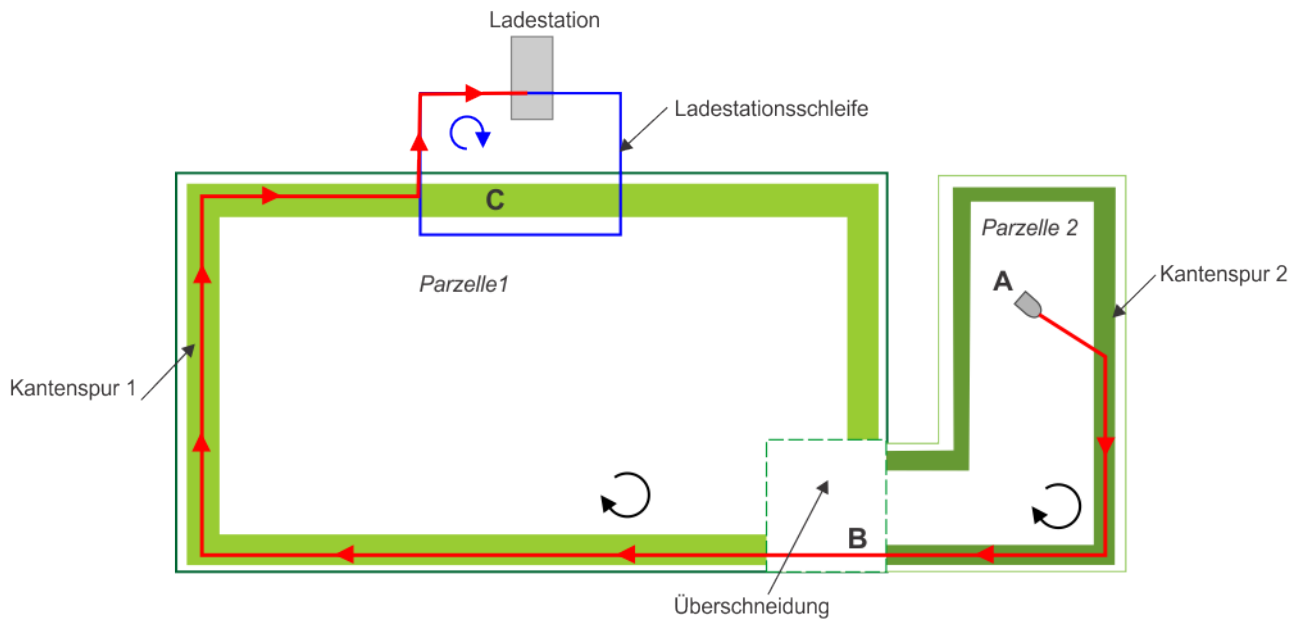 Ladestation
Ladestationsschleife
C
Parzelle 2
A
Kantenspur 2
Parzelle1
Kantenspur 1
B
Überschneidung